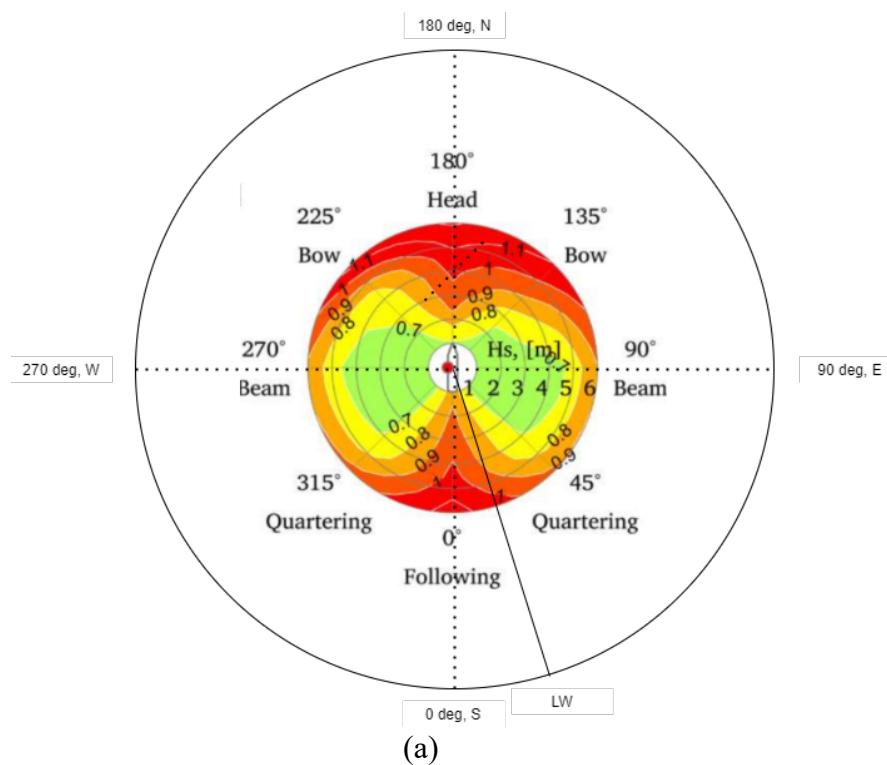 180 deg, N
180°
Head
225°
135°
Bow
Bow
1.1
1.1
1
1
0.9
0.9
0.8
0.8
0.7
Hs, [m]
0.7
270°
90°
270 deg, W
90 deg, E
Beam
1 2 3 4 5 6
Beam
0.7
0.8
0.8
0.9
0.9
1
1
315°
45°
Quartering
Quartering
0°
Following
LW
0 deg, S
(a)